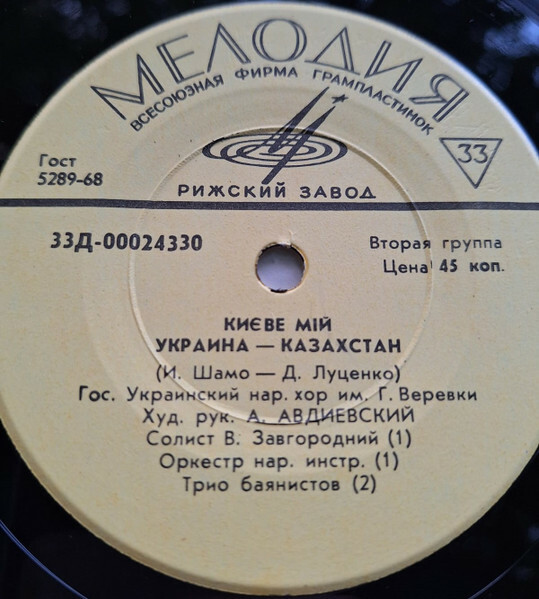 МЕЛОДИЯ
ВСЕСОЮЗНАЯ ФИРМА ГРАМПЛАСТИНОК
33
Гост
5289-68
РИЖСКИЙ ЗАВОД
33Д-00024330
Вторая группа
Цена 45 коп.
КИЄВЕ МІЙ
УКРАИНА — КАЗАХСТАН
(И. Шамо — Д. Луценко)
Гос. Украинский нар. хор им. Г. Веревки
Худ. рук. А. АВДИЕВСКИЙ
Солист В. Завгородний (1)
Оркестр нар. инстр. (1)
Трио баянистов (2)